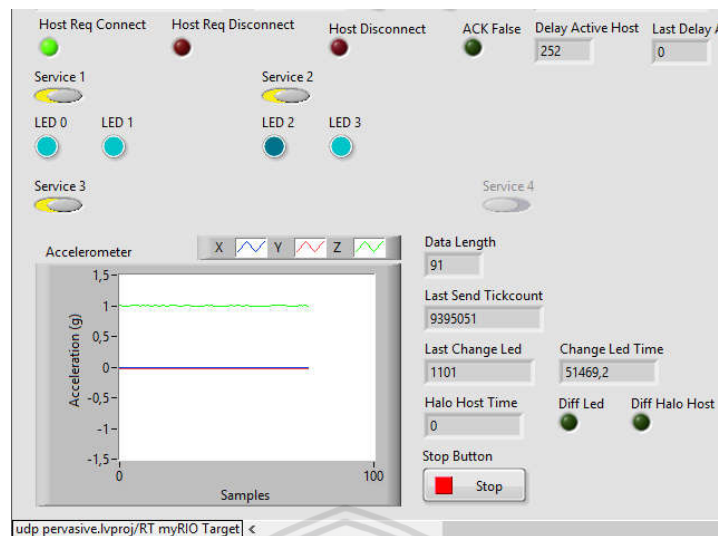 Host Req Connect Host Req Disconnect Host Disconnect ACK False Delay Active Host Last Delay A
252 0
Service 1 Service 2
LED 0 LED 1 LED 2 LED 3
Service 3 Service 4
Accelerometer X Y Z
Data Length
91
Last Send Tickcount
9395051
Last Change Led Change Led Time
1101 51469,2
Halo Host Time Diff Led Diff Halo Host
0
Stop Button
Stop
Acceleration (g)
1,5
1
0,5
0
-0,5
-1
-1,5
0 100
Samples
udp pervasive.lvproj/RT myRIO Target <